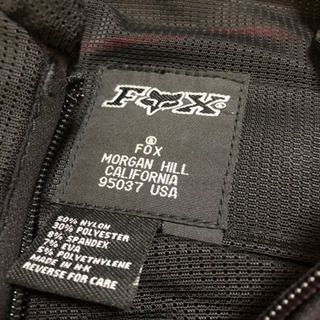 FOX
®
FOX
MORGAN HILL
CALIFORNIA
95037 USA
50% NYLON
30% POLYESTER
8% SPANDEX
7% EVA
5% POLYETHYLENE
MADE IN H·K
REVERSE FOR CARE